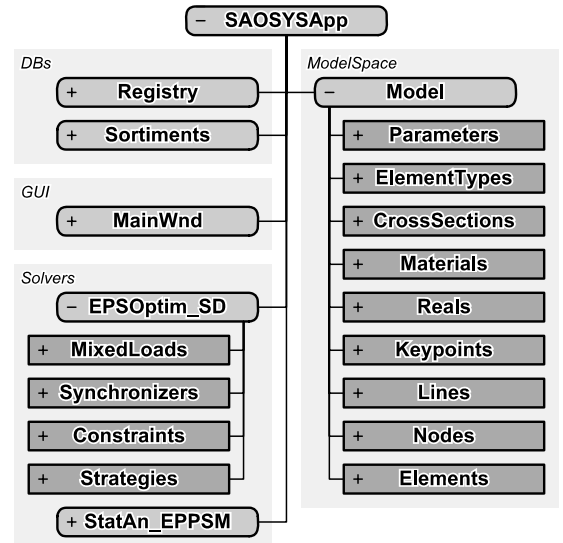 − SAOSYSApp
DBs
+ Registry
+ Sortiments
GUI
+ MainWnd
Solvers
− EPSOptim_SD
+ MixedLoads
+ Synchronizers
+ Constraints
+ Strategies
+ StatAn_EPPSM
ModelSpace
− Model
+ Parameters
+ ElementTypes
+ CrossSections
+ Materials
+ Reals
+ Keypoints
+ Lines
+ Nodes
+ Elements